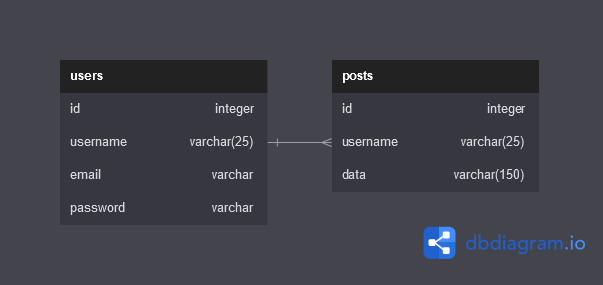 users
id integer
username varchar(25)
email varchar
password varchar
posts
id integer
username varchar(25)
data varchar(150)
dbdiagram.io